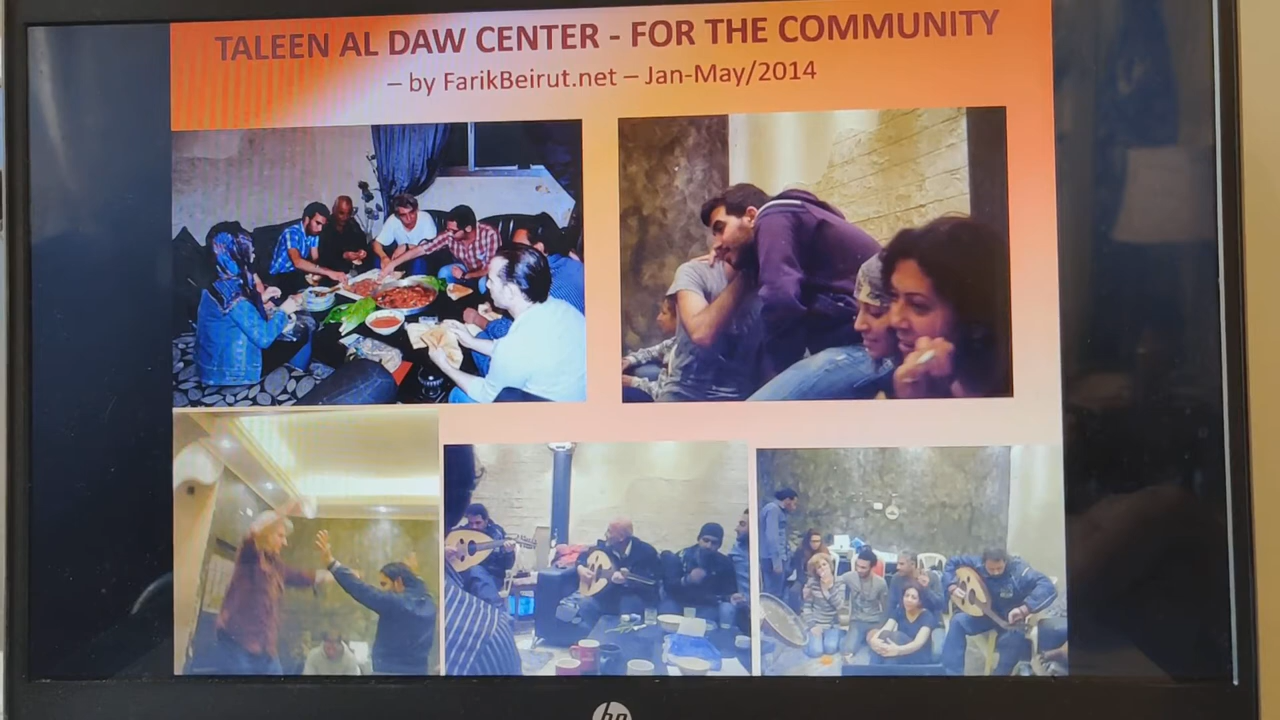 TALEEN AL DAW CENTER - FOR THE COMMUNITY
– by FarikBeirut.net – Jan-May/2014
hp